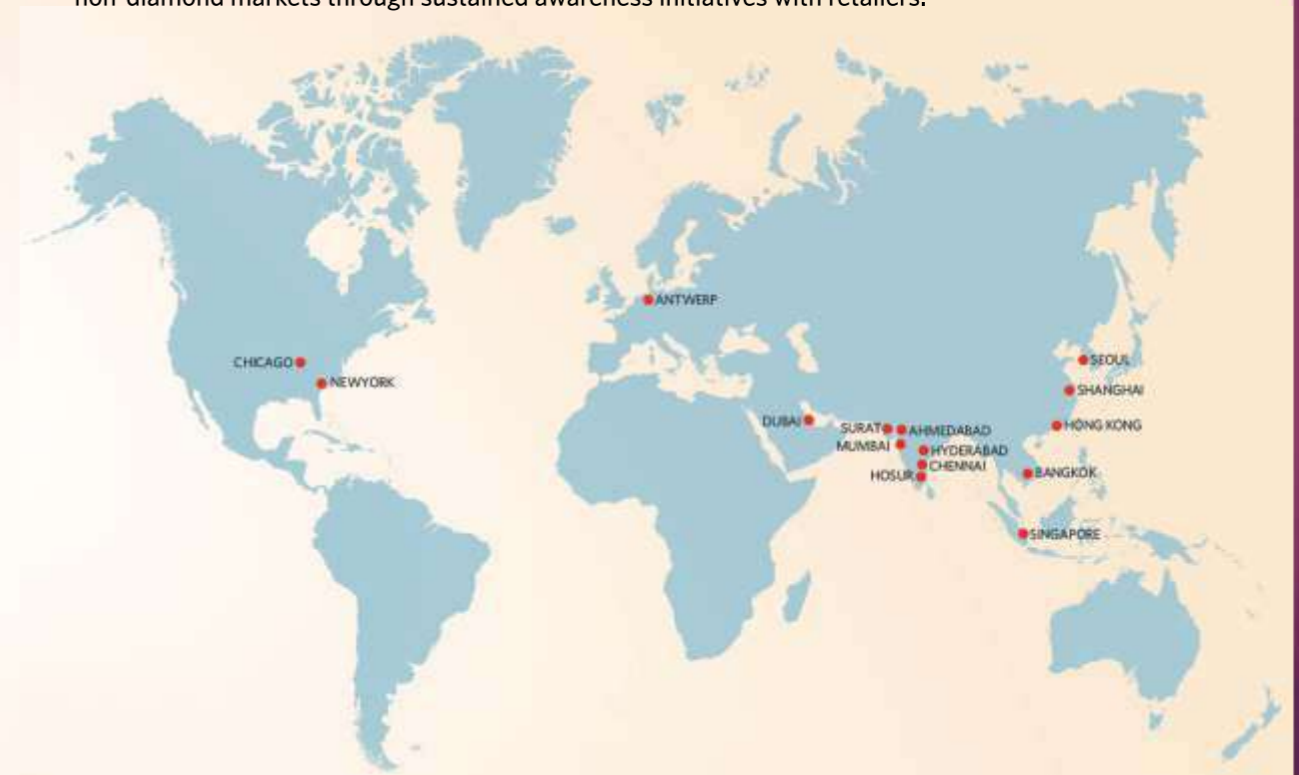 non-diamond markets through sustained awareness initiatives with retailers.
ANTWERP
CHICAGO
NEWYORK
SEOUL
SHANGHAI
DUBAI
HONG KONG
SURAT
AHMEDABAD
MUMBAI
HYDERABAD
CHENNAI
HOSUR
BANGKOK
SINGAPORE